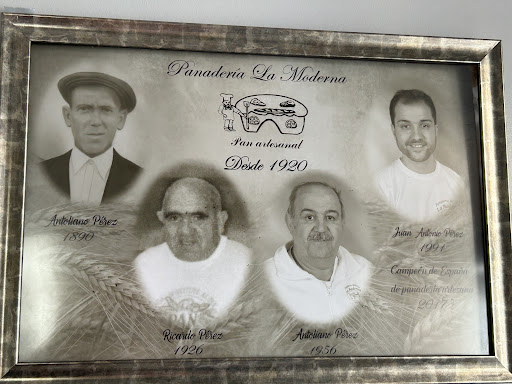 Panadería La Moderna
Pan artesanal
Desde 1920
Antoliano Pérez
1890
Ricardo Pérez
1926
Antoliano Pérez
1956
Juan Antonio Pérez
1991
Campeón de España
de panadería artesana